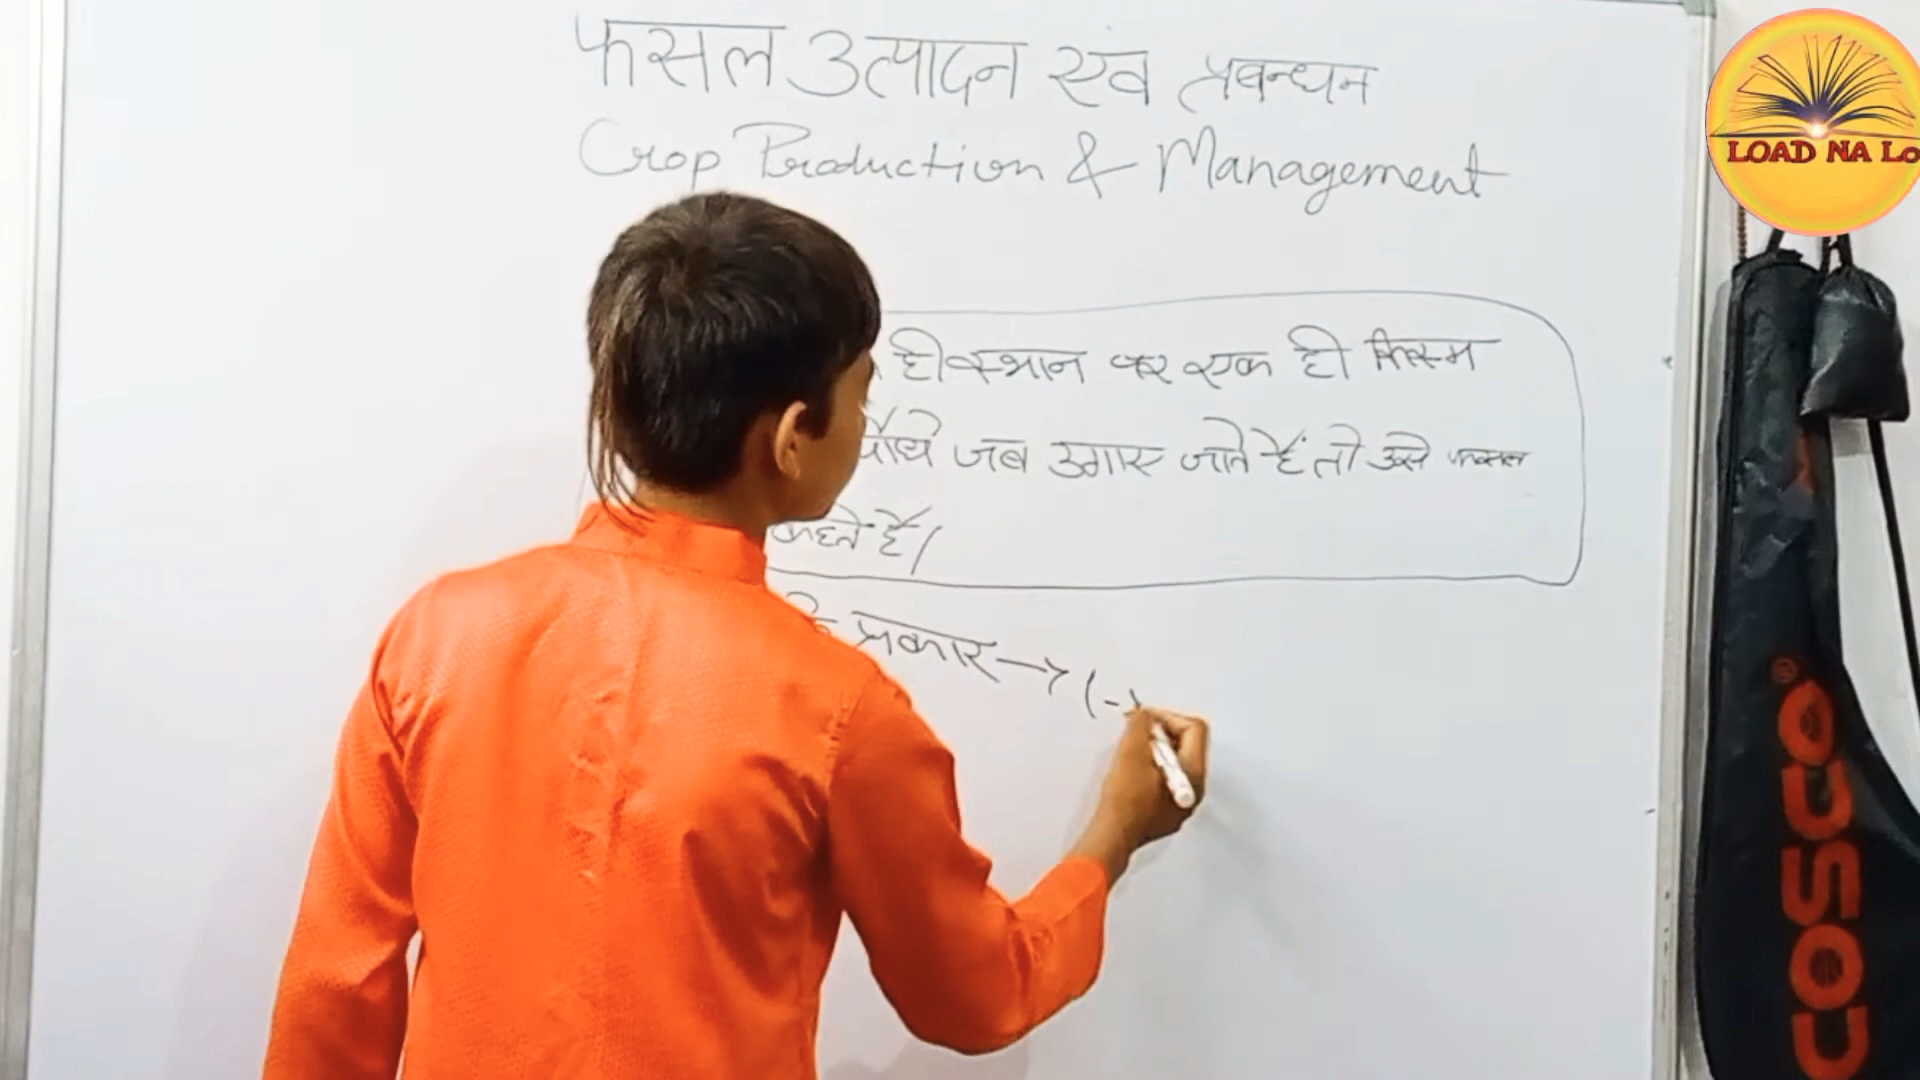 फसल उत्पादन एवं प्रबन्धन
Crop Production & Management
ही स्थान पर एक ही किस्म
पौधे जब उगाए जाते हैं तो उसे फसल
कहते हैं।
के प्रकार →
LOAD NA Lo
COSCO